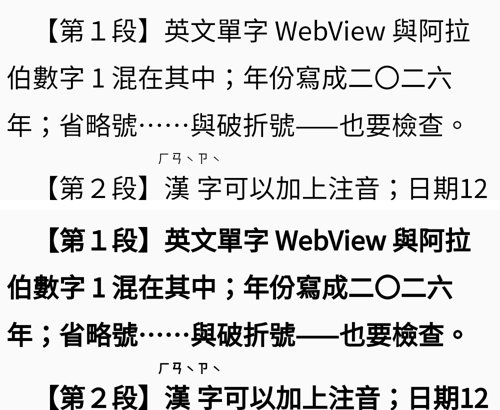 【第１段】英文單字 WebView 與阿拉
伯數字 1 混在其中；年份寫成二〇二六
年；省略號⋯⋯與破折號——也要檢查。
ㄏㄢˋㄗˋ
【第２段】漢 字可以加上注音；日期12
【第１段】英文單字 WebView 與阿拉
伯數字 1 混在其中；年份寫成二〇二六
年；省略號⋯⋯與破折號——也要檢查。
ㄏㄢˋㄗˋ
【第２段】漢 字可以加上注音；日期12